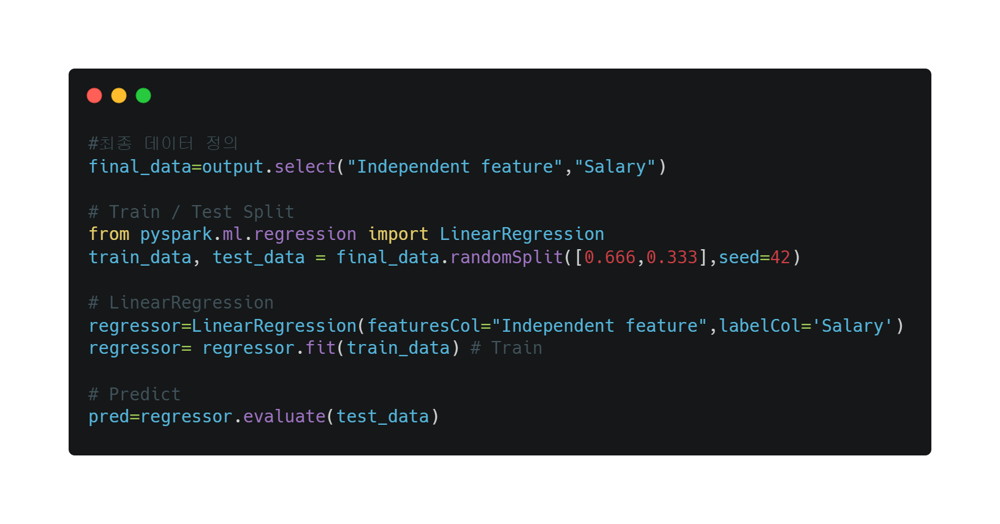 #최종 데이터 정의
final_data=output.select("Independent feature","Salary")
# Train / Test Split
from pyspark.ml.regression import LinearRegression
train_data, test_data = final_data.randomSplit([0.666,0.333],seed=42)
# LinearRegression
regressor=LinearRegression(featuresCol="Independent feature",labelCol='Salary')
regressor= regressor.fit(train_data) # Train
# Predict
pred=regressor.evaluate(test_data)